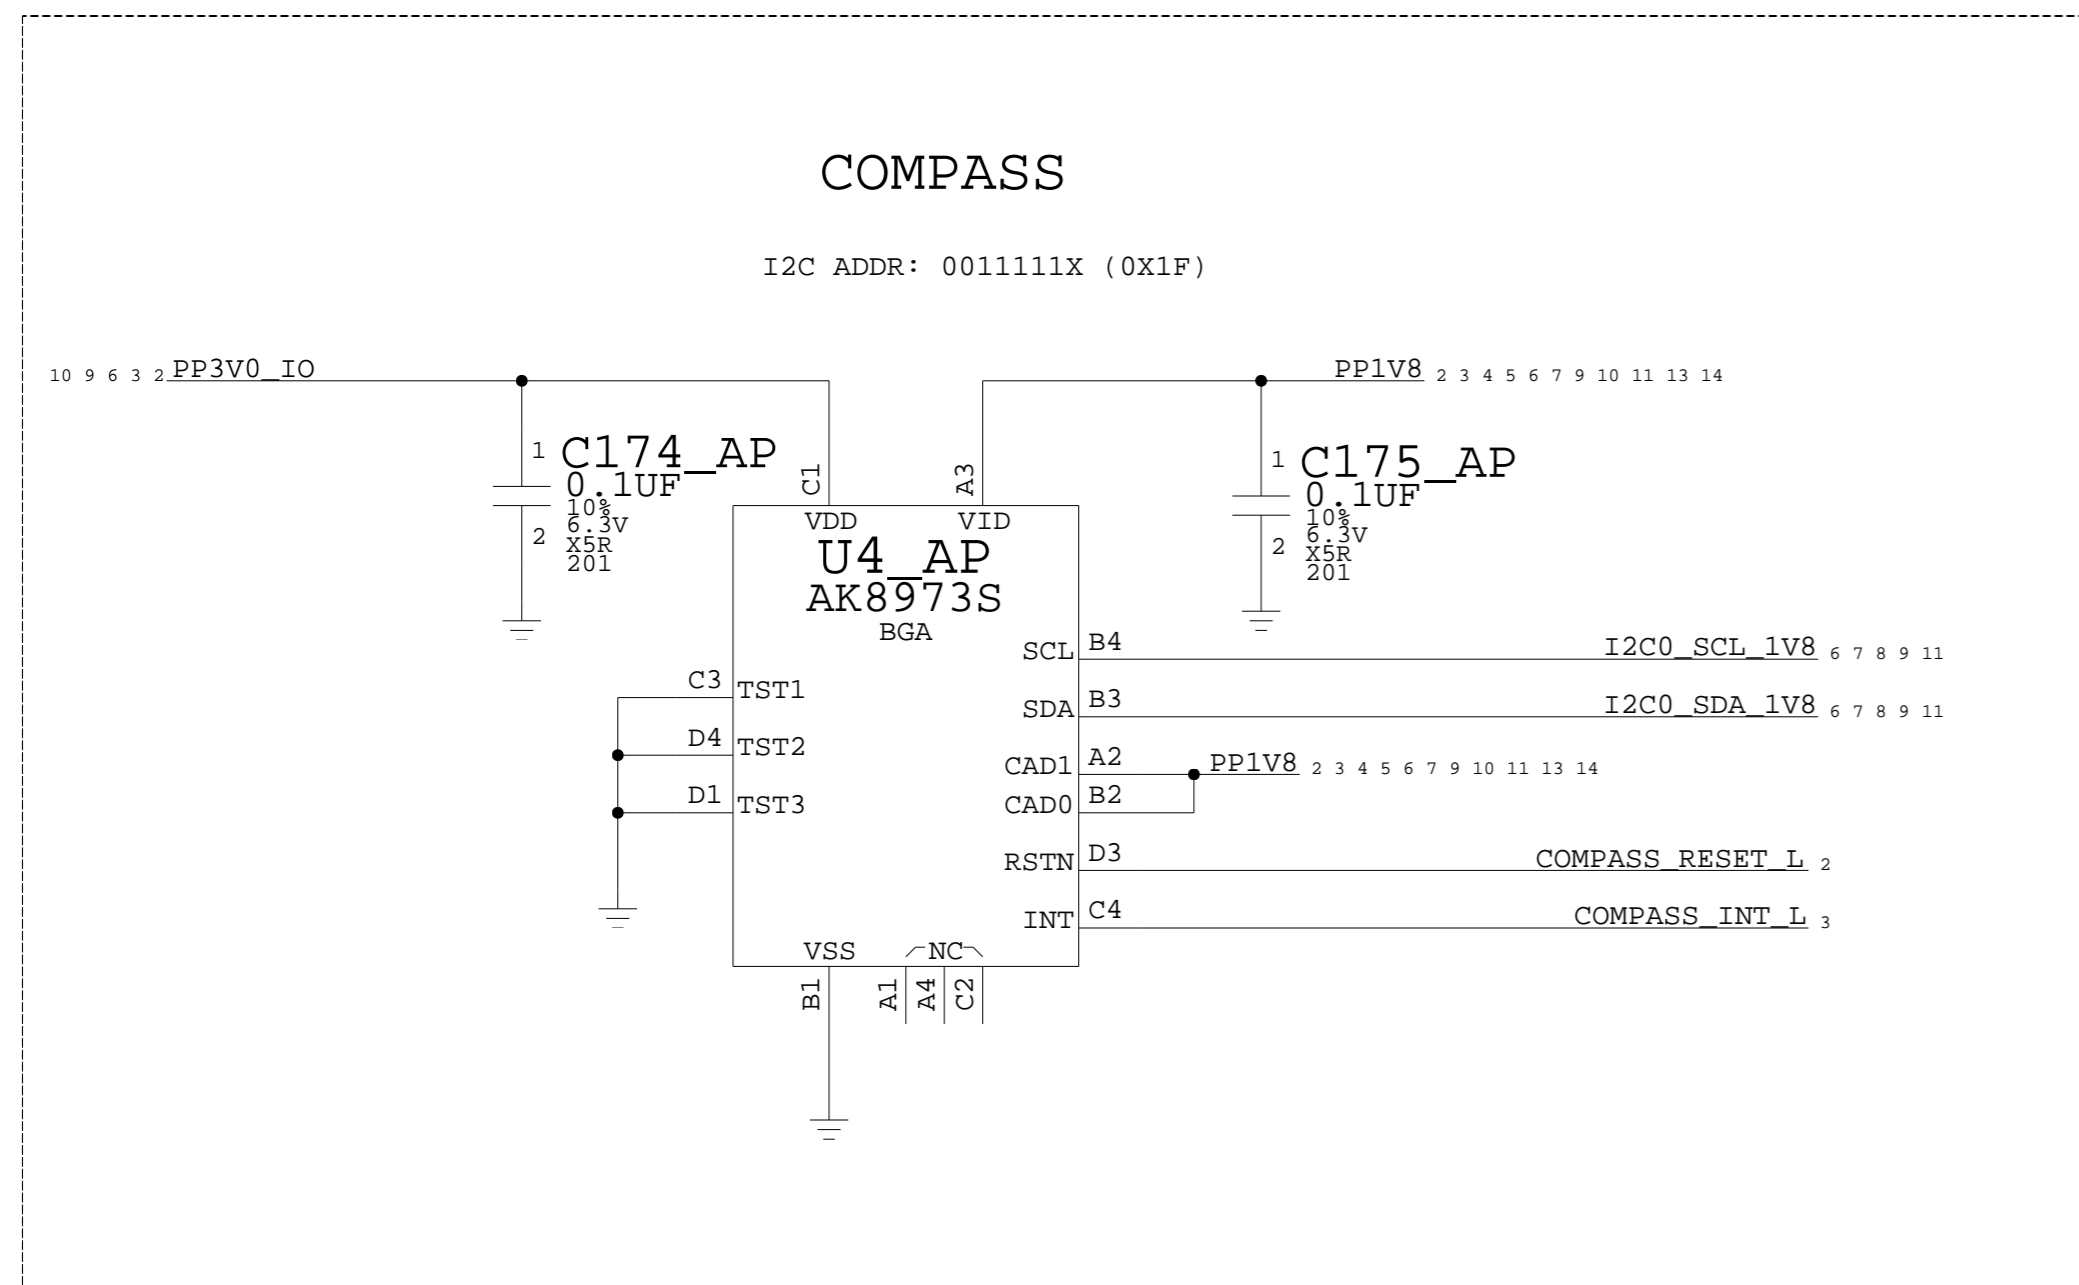 COMPASS
I2C ADDR: 0011111X (0X1F)
10 9 6 3 2 PP3V0_IO
PP1V8 2 3 4 5 6 7 9 10 11 13 14
1 C174_AP
0.1UF
10%
6.3V
2 X5R
201
C1
A3
1 C175_AP
0.1UF
10%
6.3V
2 X5R
201
VDD VID
U4_AP
AK8973S
BGA
SCL B4 I2C0_SCL_1V8 6 7 8 9 11
C3 TST1
SDA B3 I2C0_SDA_1V8 6 7 8 9 11
D4 TST2
CAD1 A2 PP1V8 2 3 4 5 6 7 9 10 11 13 14
D1 TST3
CAD0 B2
RSTN D3 COMPASS_RESET_L 2
INT C4 COMPASS_INT_L 3
VSS NC
B1 A1 A4 C2